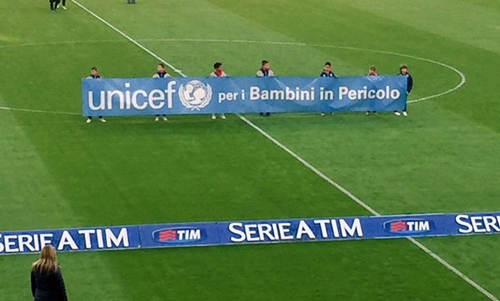 unicef per i Bambini in Pericolo
SERIE A TIM TIM SERIE A TIM TIM SERIE